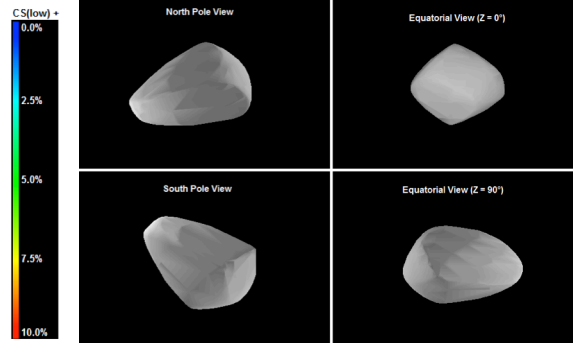 CS(low) +
0.0%
2.5%
5.0%
7.5%
10.0%
North Pole View
Equatorial View (Z = 0°)
South Pole View
Equatorial View (Z = 90°)